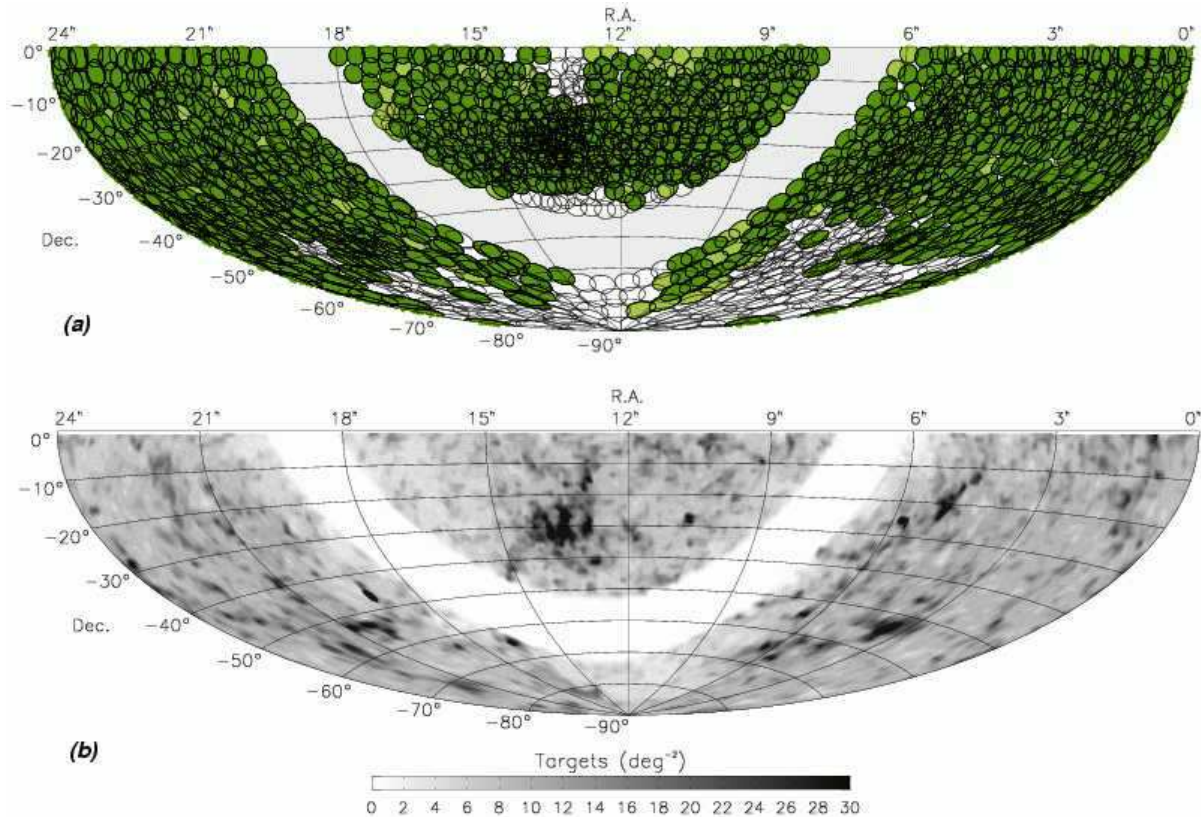 R.A.
24ʰ 21ʰ 18ʰ 15ʰ 12ʰ 9ʰ 6ʰ 3ʰ 0ʰ
0°
-10°
-20°
-30°
Dec. -40°
-50°
-60°
-70°
-80°
-90°
(a)
R.A.
24ʰ 21ʰ 18ʰ 15ʰ 12ʰ 9ʰ 6ʰ 3ʰ 0ʰ
0°
-10°
-20°
-30°
Dec. -40°
-50°
-60°
-70°
-80°
-90°
(b)
Targets (deg⁻²)
0 2 4 6 8 10 12 14 16 18 20 22 24 26 28 30